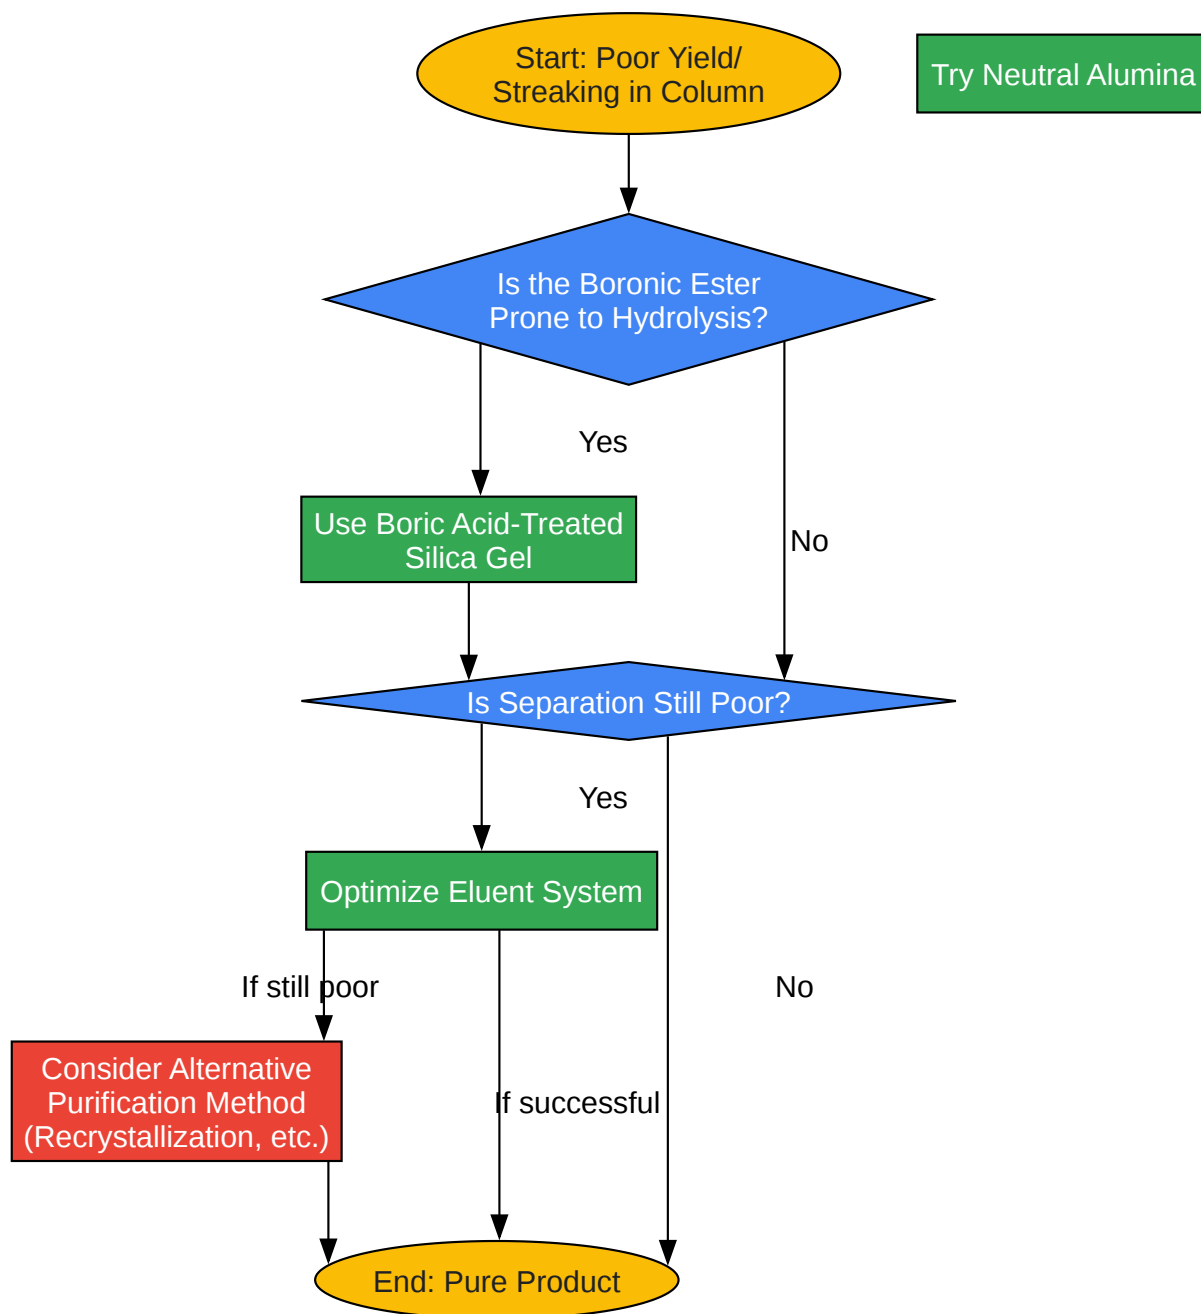 Start: Poor Yield/
Streaking in Column
Try Neutral Alumina
Is the Boronic Ester
Prone to Hydrolysis?
Yes
Use Boric Acid-Treated
Silica Gel
No
Is Separation Still Poor?
Yes
Optimize Eluent System
If still poor
No
Consider Alternative
Purification Method
(Recrystallization, etc.)
If successful
End: Pure Product